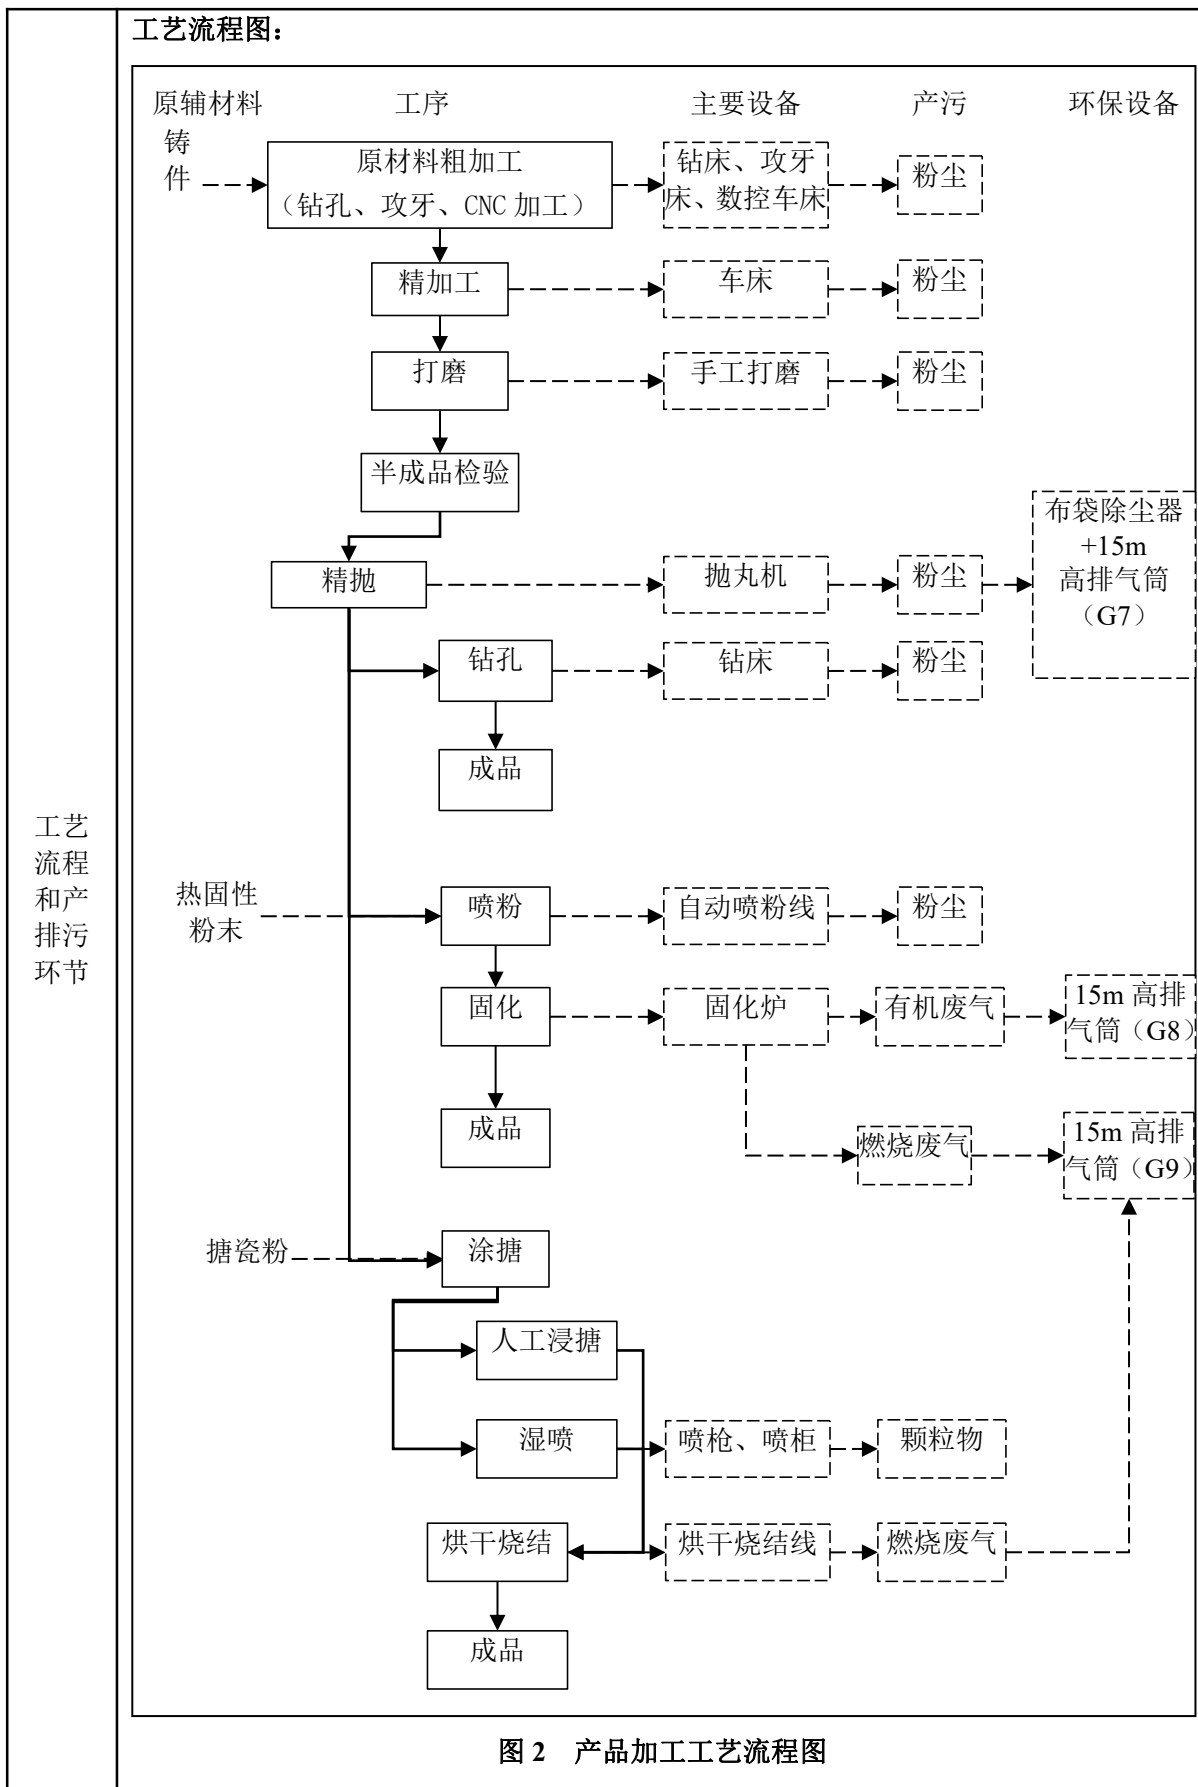 工艺流程图：
原辅材料
工序
主要设备
产污
环保设备
铸
件
原材料粗加工
（钻孔、攻牙、CNC 加工）
钻床、攻牙
床、数控车床
粉尘
精加工
车床
粉尘
打磨
手工打磨
粉尘
半成品检验
布袋除尘器
+15m
高排气筒
（G7）
精抛
抛丸机
粉尘
钻孔
钻床
粉尘
成品
工艺
流程
和产
排污
环节
热固性
粉末
喷粉
自动喷粉线
粉尘
固化
固化炉
有机废气
15m 高排
气筒（G8）
成品
燃烧废气
15m 高排
气筒（G9）
搪瓷粉
涂搪
人工浸搪
湿喷
喷枪、喷柜
颗粒物
烘干烧结
烘干烧结线
燃烧废气
成品
图 2 产品加工工艺流程图